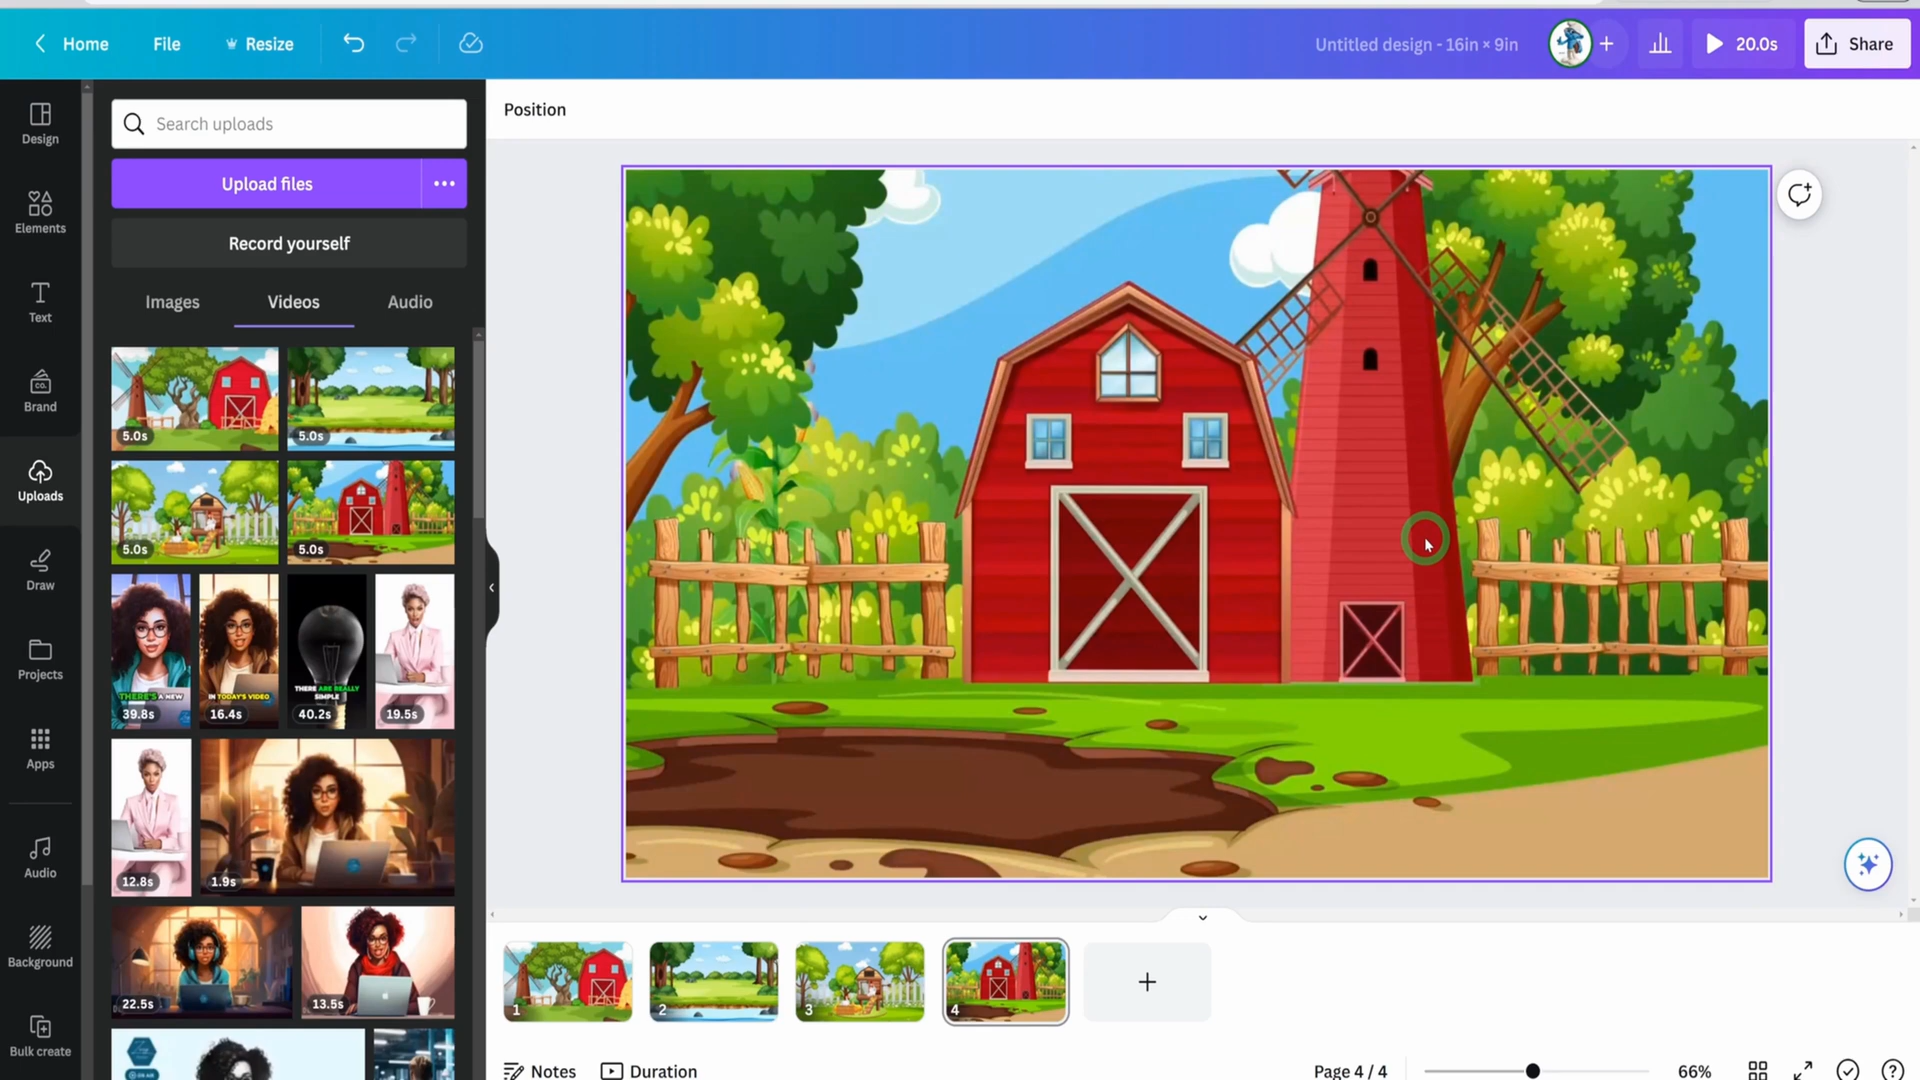 Home File Resize Untitled design - 16in × 9in 20.0s Share
Design
Elements
Text
CO.
Brand
Uploads
Draw
Projects
Apps
Audio
Background
Bulk create
Search uploads
Upload files
Record yourself
Images Videos Audio
5.0s 5.0s
5.0s 5.0s
THERE'S A NEW IN TODAY'S VIDEO THERE ARE REALLY
SIMPLE
39.8s 16.4s 40.2s 19.5s
12.8s 1.9s
22.5s 13.5s
Position
1 2 3 4
Notes Duration Page 4 / 4 66%